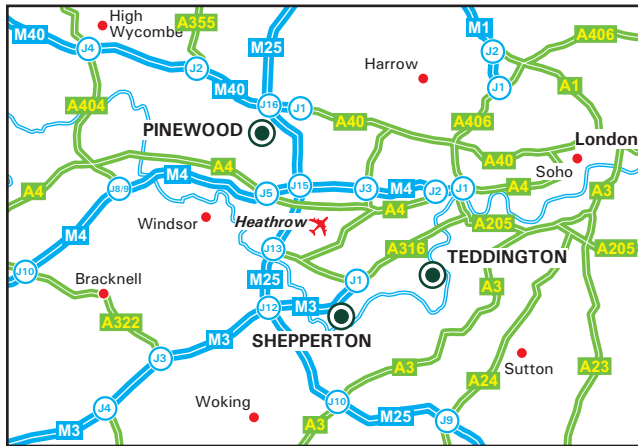 High
Wycombe
A355
M25
M1
A406
M40
J4
J2
J2
Harrow
A1
J1
M40
J16
J1
A404
A406
PINEWOOD
A40
London
A40
Soho
A4
J15
J8/9
M4
J5
J3
M4
J2
J1
A4
A3
A4
A4
Windsor
Heathrow
A205
M4
J13
A316
A205
TEDDINGTON
J10
M25
J1
Bracknell
A3
J12
M3
A322
SHEPPERTON
M3
J3
A3
Sutton
A24
A23
J4
J10
Woking
M25
J9
A3
M3